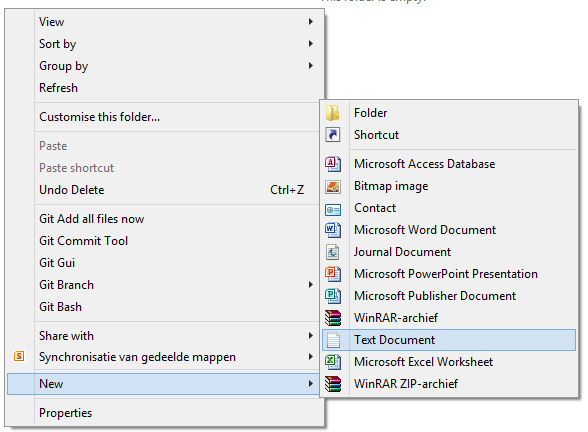 This folder is empty.
View
Sort by
Group by
Refresh
Customise this folder...
Paste
Paste shortcut
Undo Delete Ctrl+Z
Git Add all files now
Git Commit Tool
Git Gui
Git Branch
Git Bash
Share with
Synchronisatie van gedeelde mappen
New
Properties
Folder
Shortcut
Microsoft Access Database
Bitmap image
Contact
Microsoft Word Document
Journal Document
Microsoft PowerPoint Presentation
Microsoft Publisher Document
WinRAR-archief
Text Document
Microsoft Excel Worksheet
WinRAR ZIP-archief